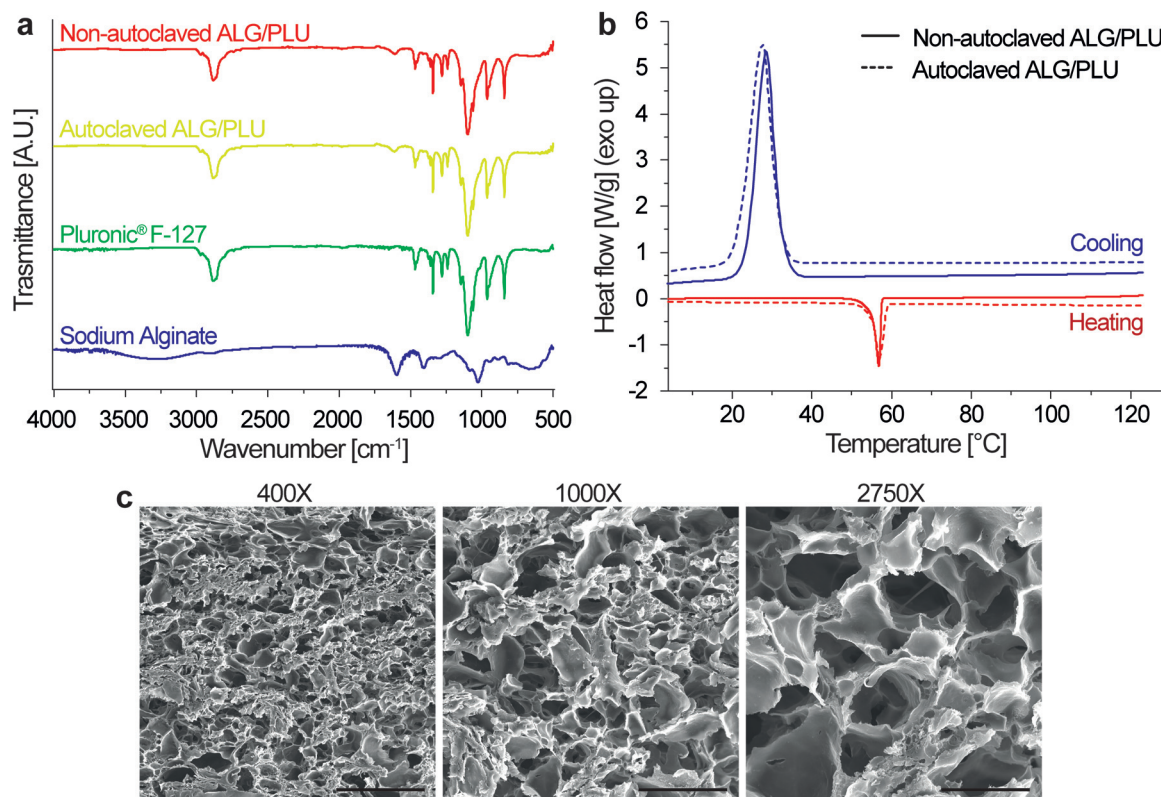 a
Non-autoclaved ALG/PLU
Autoclaved ALG/PLU
Pluronic® F-127
Sodium Alginate
Trasmittance [A.U.]
4000 3500 3000 2500 2000 1500 1000 500
Wavenumber [cm⁻¹]
b
Non-autoclaved ALG/PLU
Autoclaved ALG/PLU
Cooling
Heating
Heat flow [W/g] (exo up)
6
5
4
3
2
1
0
-1
-2
20 40 60 80 100 120
Temperature [°C]
c
400X 1000X 2750X